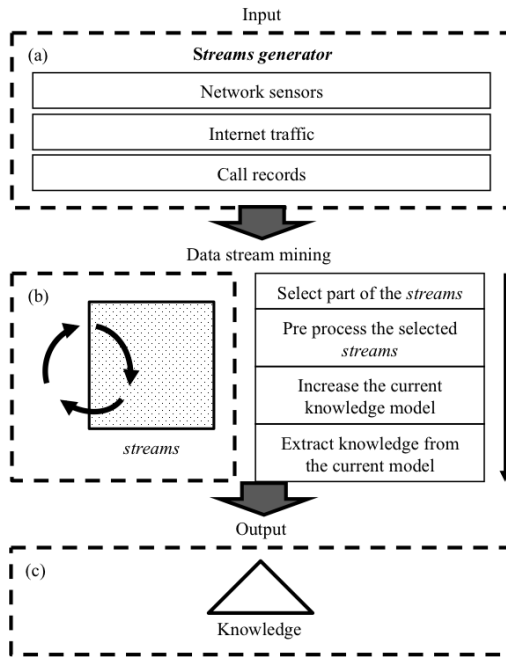 Input
(a)
Streams generator
Network sensors
Internet traffic
Call records
Data stream mining
(b)
streams
Select part of the streams
Pre process the selected
streams
Increase the current
knowledge model
Extract knowledge from
the current model
Output
(c)
Knowledge